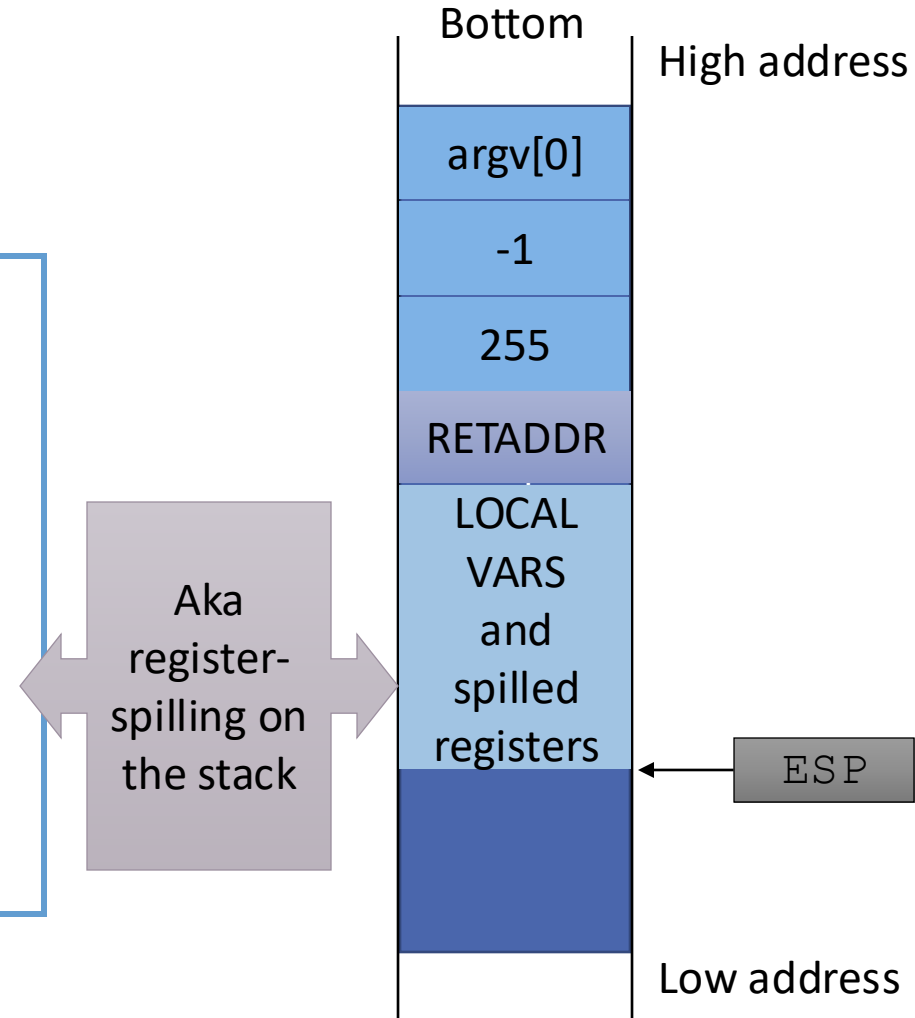 Bottom
High address
argv[0]
-1
255
RETADDR
LOCAL
VARS
and
spilled
registers
Aka
register-
spilling on
the stack
ESP
Low address